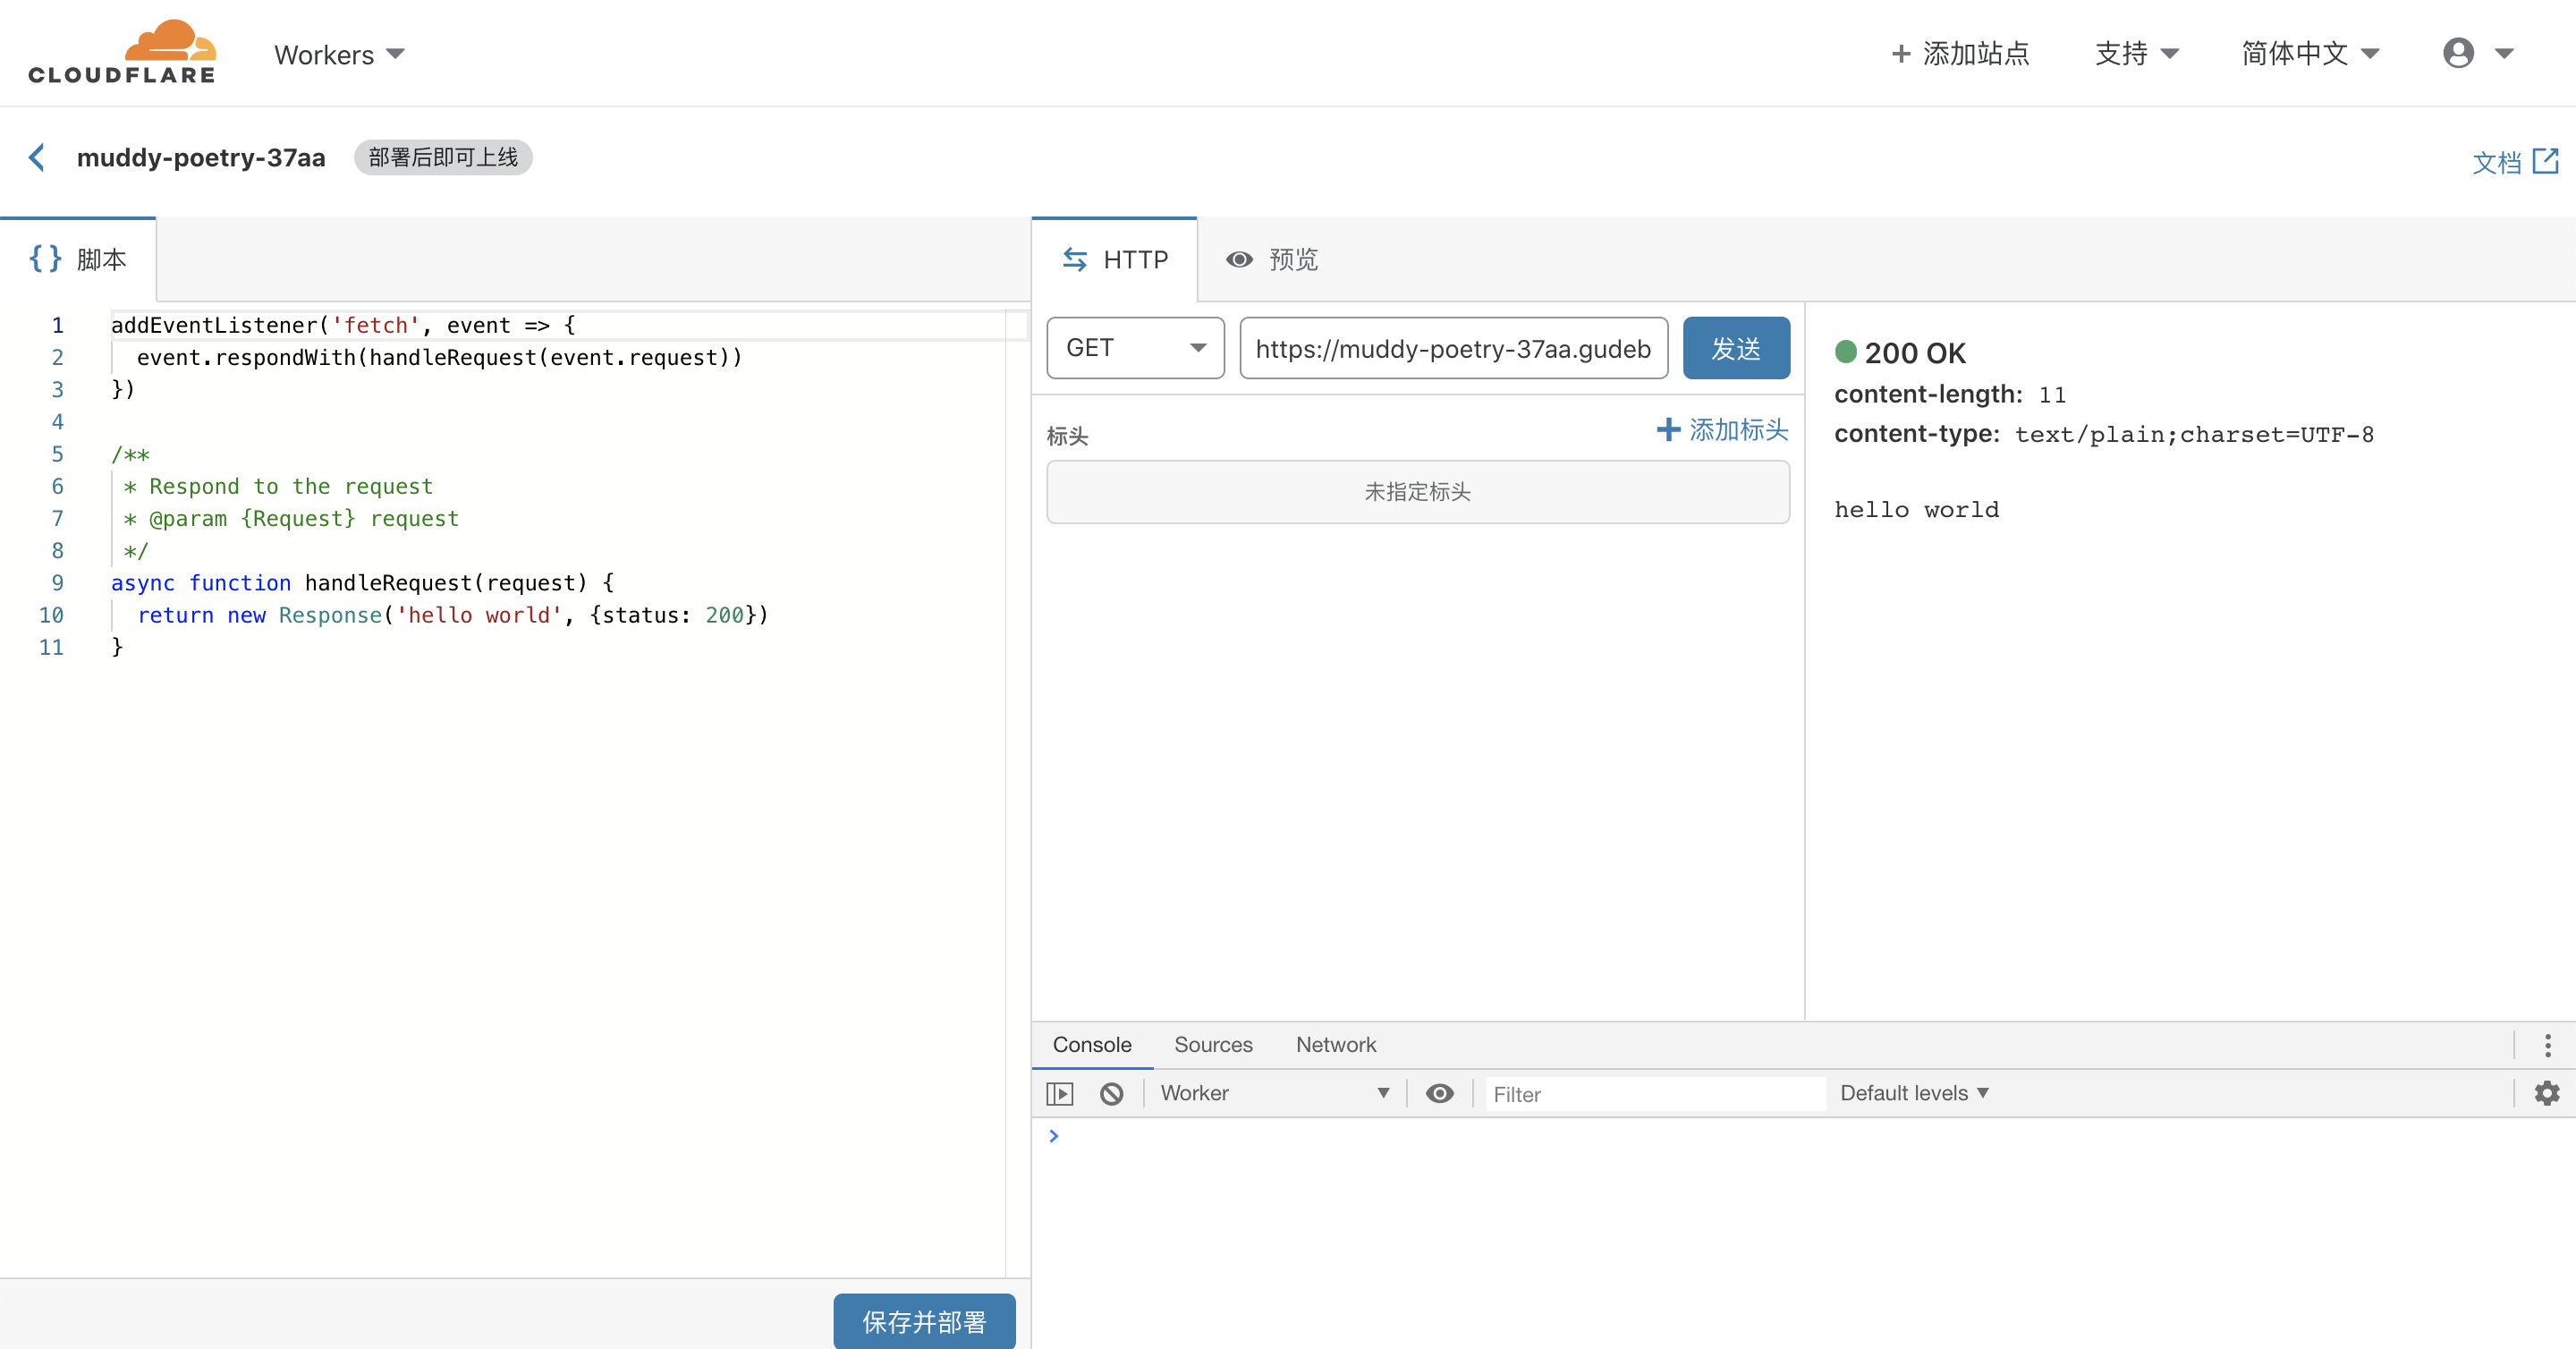 CLOUDFLARE
Workers
添加站点
支持
简体中文
muddy-poetry-37aa
部署后即可上线
文档
{} 脚本
HTTP
预览
1 addEventListener('fetch', event => {
2 event.respondWith(handleRequest(event.request))
3 })
4
5 /**
6 * Respond to the request
7 * @param {Request} request
8 */
9 async function handleRequest(request) {
10 return new Response('hello world', {status: 200})
11 }
保存并部署
GET
https://muddy-poetry-37aa.gudeb
发送
标头
添加标头
未指定标头
200 OK
content-length: 11
content-type: text/plain;charset=UTF-8
hello world
Console
Sources
Network
Worker
Filter
Default levels